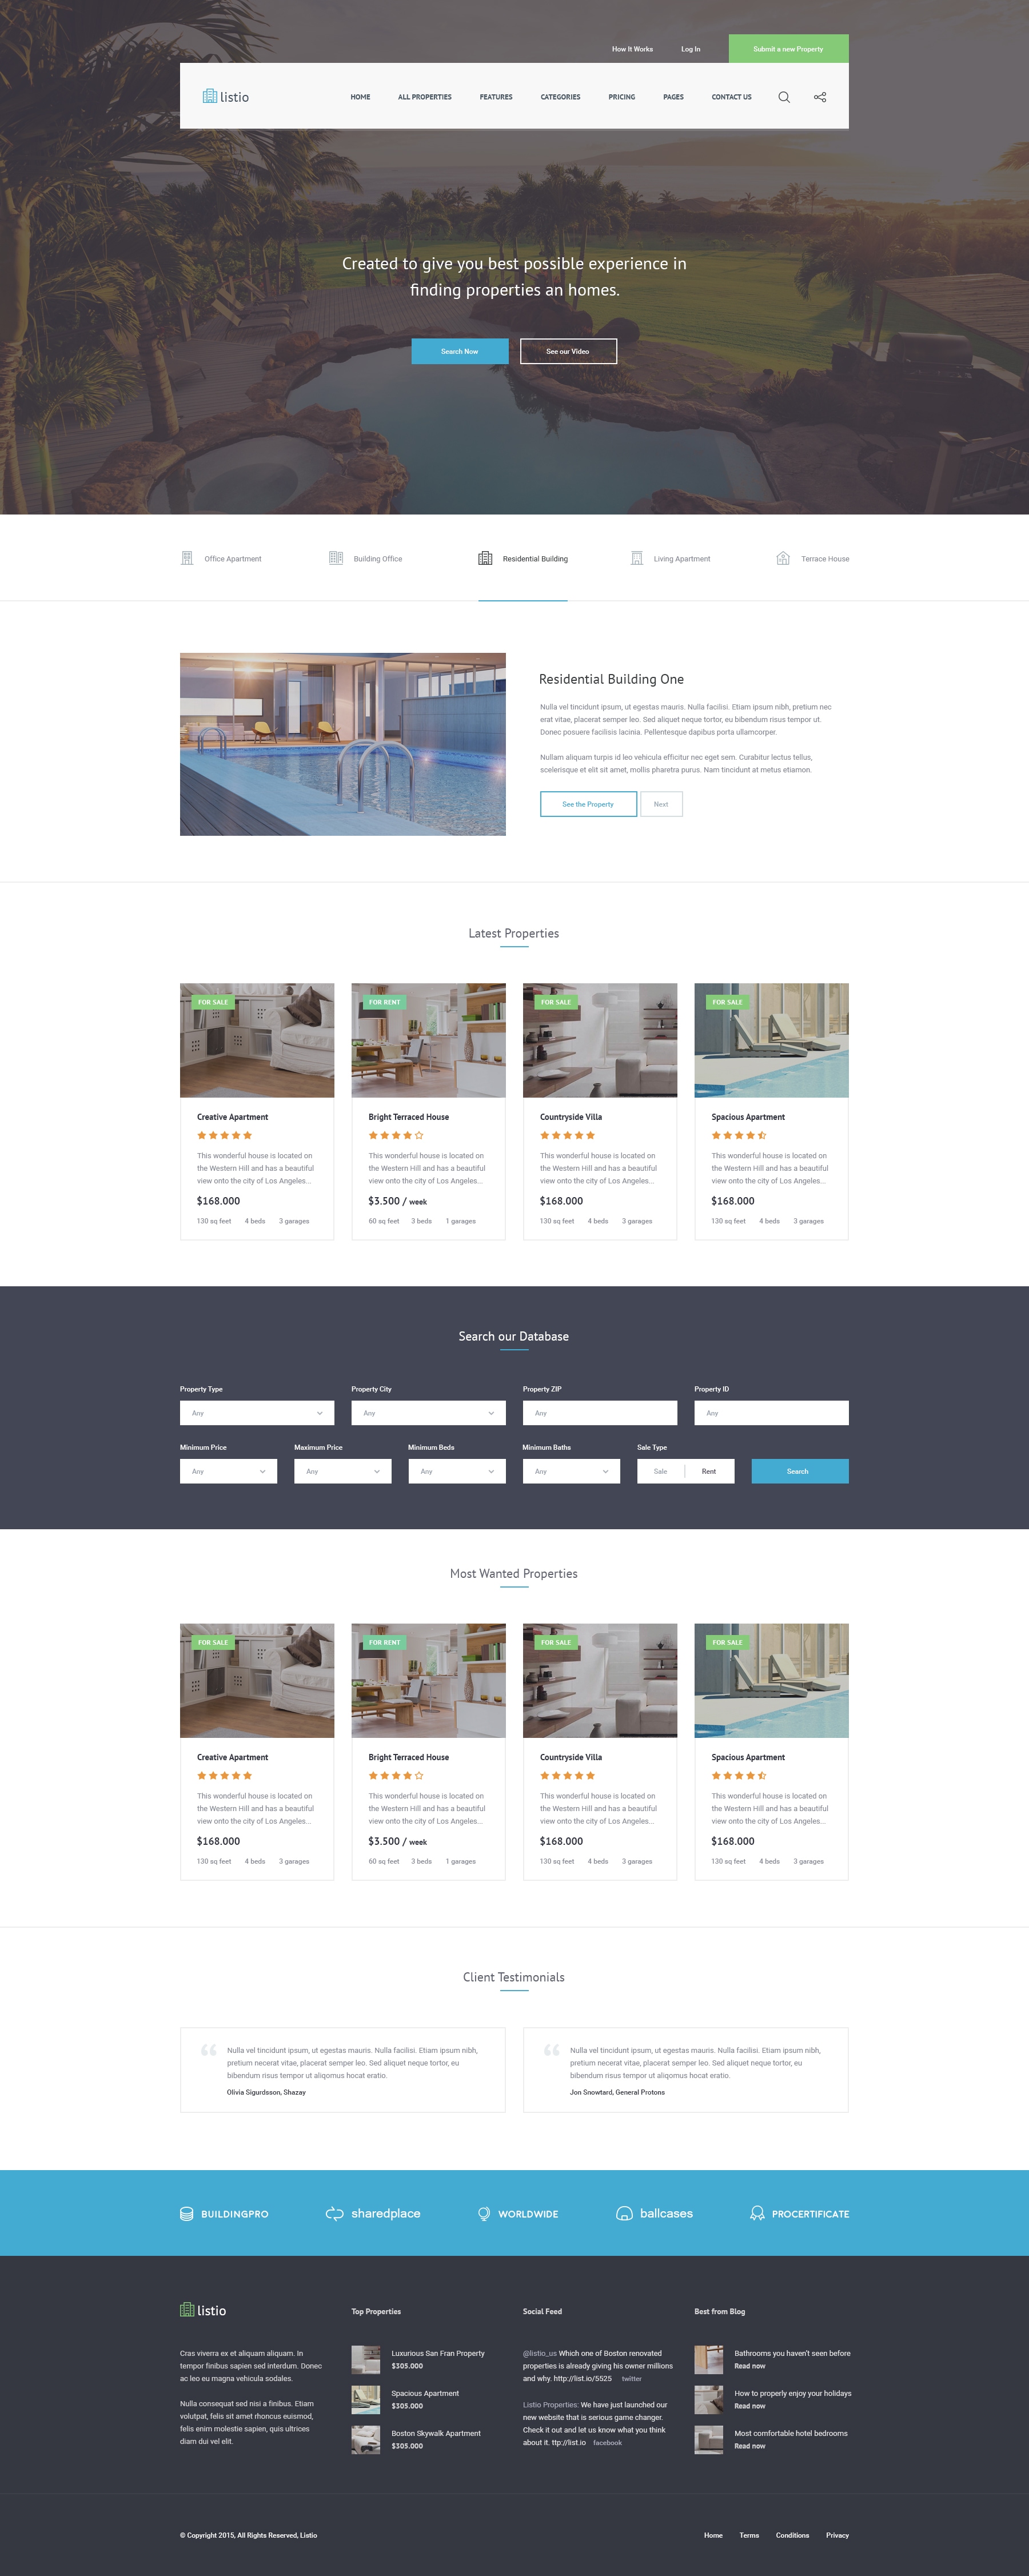 How It Works
Log In
Submit a new Property
listio
HOME
ALL PROPERTIES
FEATURES
CATEGORIES
PRICING
PAGES
CONTACT US
Created to give you best possible experience in
finding properties an homes.
Search Now
See our Video
Office Apartment
Building Office
Residential Building
Living Apartment
Terrace House
Residential Building One
Nulla vel tincidunt ipsum, ut egestas mauris. Nulla facilisi. Etiam ipsum nibh, pretium nec
erat vitae, placerat semper leo. Sed aliquet neque tortor, eu bibendum risus tempor ut.
Donec posuere facilisis lacinia. Pellentesque dapibus porta ullamcorper.
Nullam aliquam turpis id leo vehicula efficitur nec eget sem. Curabitur lectus tellus,
scelerisque et elit sit amet, mollis pharetra purus. Nam tincidunt at metus etiamon.
See the Property
Next
Latest Properties
FOR SALE
Creative Apartment
This wonderful house is located on
the Western Hill and has a beautiful
view onto the city of Los Angeles...
$168.000
130 sq feet 4 beds 3 garages
FOR RENT
Bright Terraced House
This wonderful house is located on
the Western Hill and has a beautiful
view onto the city of Los Angeles...
$3.500 / week
60 sq feet 3 beds 1 garages
FOR SALE
Countryside Villa
This wonderful house is located on
the Western Hill and has a beautiful
view onto the city of Los Angeles...
$168.000
130 sq feet 4 beds 3 garages
FOR SALE
Spacious Apartment
This wonderful house is located on
the Western Hill and has a beautiful
view onto the city of Los Angeles...
$168.000
130 sq feet 4 beds 3 garages
Search our Database
Property Type
Any
Property City
Any
Property ZIP
Any
Property ID
Any
Minimum Price
Any
Maximum Price
Any
Minimum Beds
Any
Minimum Baths
Any
Sale Type
Sale
Rent
Search
Most Wanted Properties
FOR SALE
Creative Apartment
This wonderful house is located on
the Western Hill and has a beautiful
view onto the city of Los Angeles...
$168.000
130 sq feet 4 beds 3 garages
FOR RENT
Bright Terraced House
This wonderful house is located on
the Western Hill and has a beautiful
view onto the city of Los Angeles...
$3.500 / week
60 sq feet 3 beds 1 garages
FOR SALE
Countryside Villa
This wonderful house is located on
the Western Hill and has a beautiful
view onto the city of Los Angeles...
$168.000
130 sq feet 4 beds 3 garages
FOR SALE
Spacious Apartment
This wonderful house is located on
the Western Hill and has a beautiful
view onto the city of Los Angeles...
$168.000
130 sq feet 4 beds 3 garages
Client Testimonials
“
Nulla vel tincidunt ipsum, ut egestas mauris. Nulla facilisi. Etiam ipsum nibh,
pretium necerat vitae, placerat semper leo. Sed aliquet neque tortor, eu
bibendum risus tempor ut aliqomus hocat eratio.
Olivia Sigurdsson, Shazay
“
Nulla vel tincidunt ipsum, ut egestas mauris. Nulla facilisi. Etiam ipsum nibh,
pretium necerat vitae, placerat semper leo. Sed aliquet neque tortor, eu
bibendum risus tempor ut aliqomus hocat eratio.
Jon Snowtard, General Protons
BUILDINGPRO
sharedplace
WORLDWIDE
ballcases
PROCERTIFICATE
listio
Cras viverra ex et aliquam aliquam. In
tempor finibus sapien sed interdum. Donec
ac leo eu magna vehicula sodales.
Nulla consequat sed nisi a finibus. Etiam
volutpat, felis sit amet rhoncus euismod,
felis enim molestie sapien, quis ultrices
diam dui vel elit.
Top Properties
Luxurious San Fran Property
$305.000
Spacious Apartment
$305.000
Boston Skywalk Apartment
$305.000
Social Feed
@listio_us Which one of Boston renovated
properties is already giving his owner millions
and why. http://list.io/5525 twitter
Listio Properties: We have just launched our
new website that is serious game changer.
Check it out and let us know what you think
about it. ttp://list.io facebook
Best from Blog
Bathrooms you haven't seen before
Read now
How to properly enjoy your holidays
Read now
Most comfortable hotel bedrooms
Read now
© Copyright 2015, All Rights Reserved, Listio
Home
Terms
Conditions
Privacy